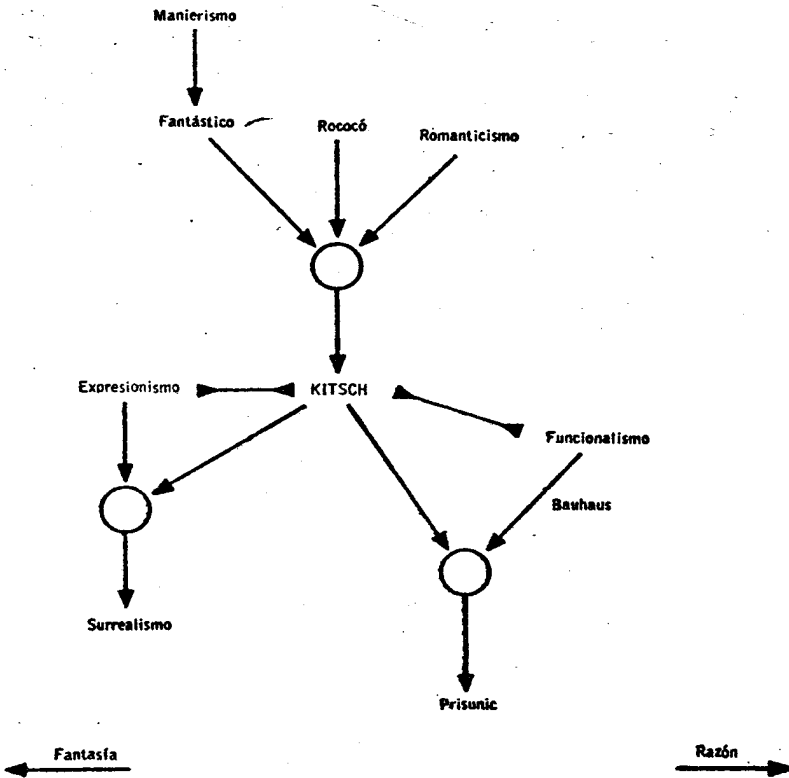 Manierismo
Fantástico
Rococó
Romanticismo
Expresionismo
KITSCH
Funcionalismo
Bauhaus
Surrealismo
Prisunic
Fantasía
Razón